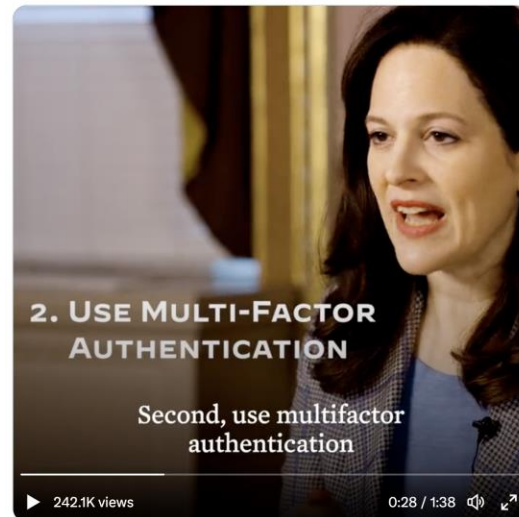 2. USE MULTI-FACTOR
AUTHENTICATION
Second, use multifactor
authentication
242.1K views
0:28 / 1:38